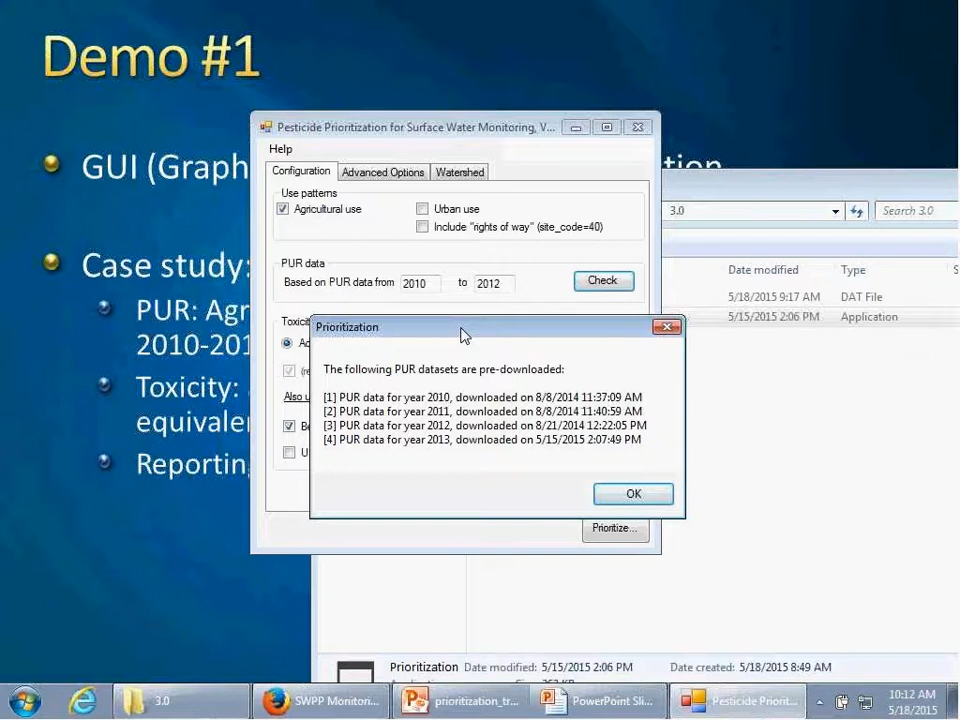 Demo #1
GUI (Graph
tion
Case study:
PUR: Agr
2010-201
Toxicity:
equivaler
Reporting
Pesticide Prioritization for Surface Water Monitoring, V...
Help
Configuration
Advanced Options
Watershed
Use patterns
Agricultural use
Urban use
Include "rights of way" (site_code=40)
PUR data
Based on PUR data from 2010 to 2012
Check
Toxicit
Ac
(re
Also u
Be
U
Prioritize...
Prioritization
The following PUR datasets are pre-downloaded:
[1] PUR data for year 2010, downloaded on 8/8/2014 11:37:09 AM
[2] PUR data for year 2011, downloaded on 8/8/2014 11:40:59 AM
[3] PUR data for year 2012, downloaded on 8/21/2014 12:22:05 PM
[4] PUR data for year 2013, downloaded on 5/15/2015 2:07:49 PM
OK
3.0
Search 3.0
Date modified
Type
S
5/18/2015 9:17 AM DAT File
5/15/2015 2:06 PM Application
Prioritization Date modified: 5/15/2015 2:06 PM Date created: 5/18/2015 8:49 AM
3.0
SWPP Monitori...
prioritization_tr...
PowerPoint Sli...
Pesticide Priorit...
10:12 AM
5/18/2015